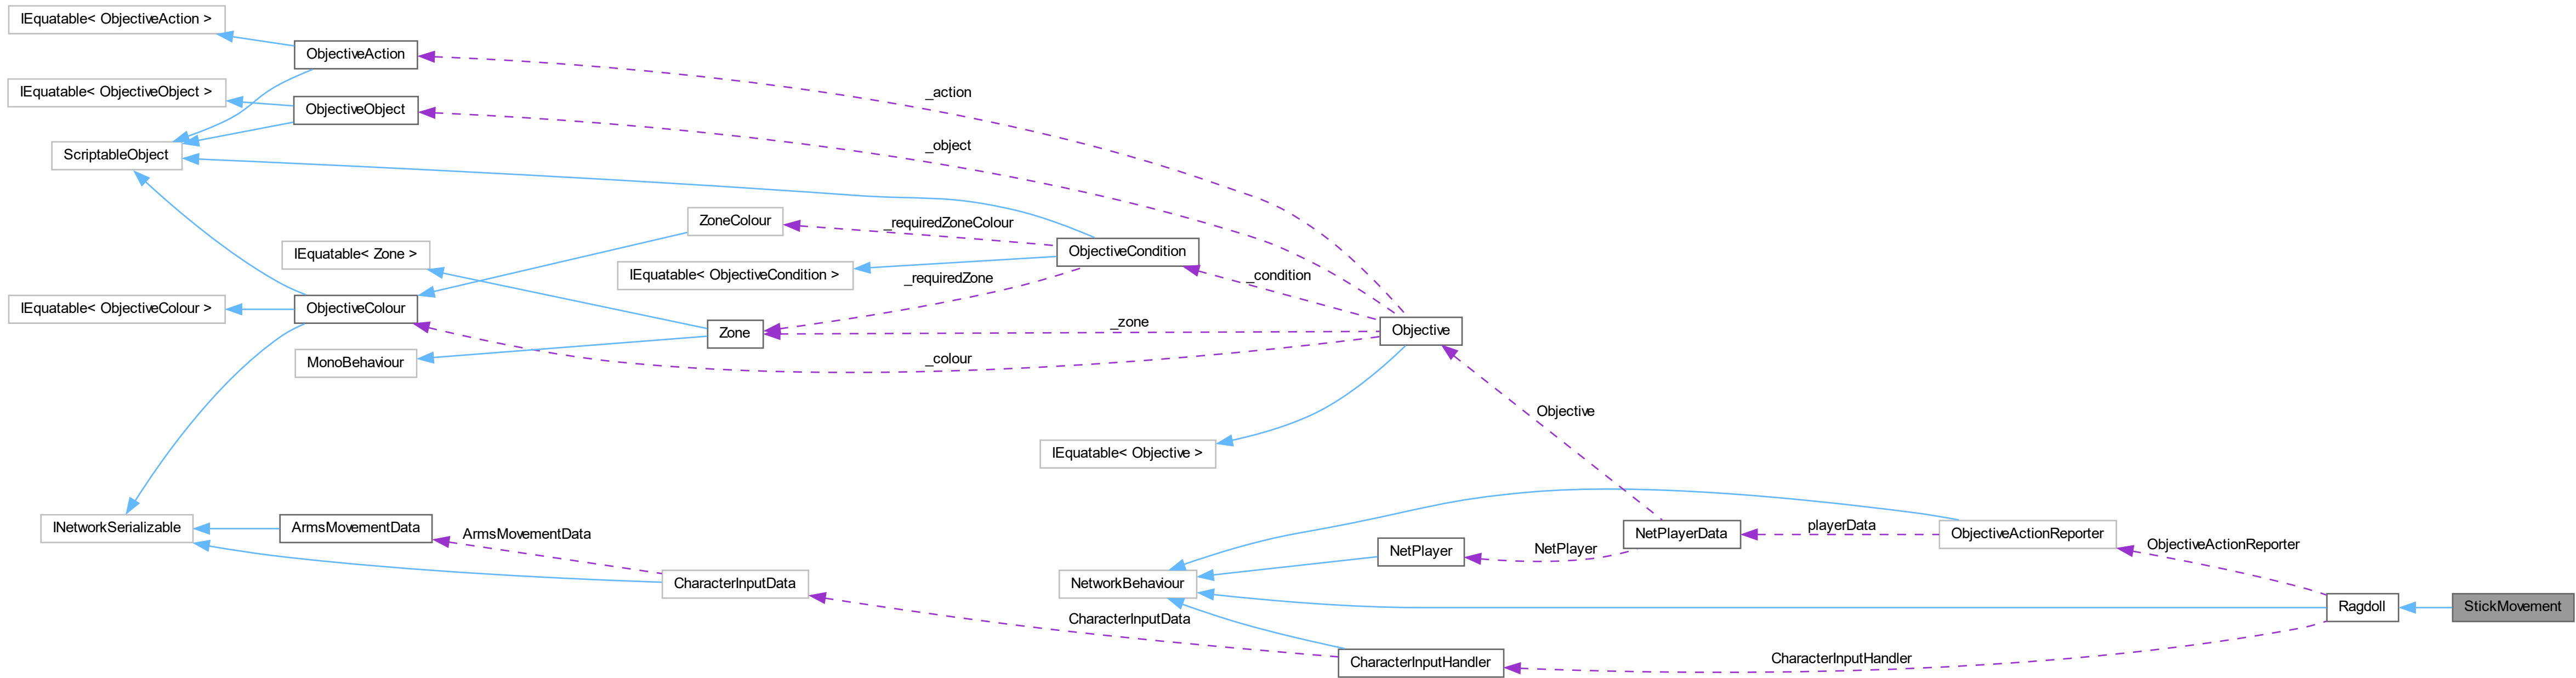 IEquatable< ObjectiveAction >
ObjectiveAction
IEquatable< ObjectiveObject >
_action
ObjectiveObject
_object
ScriptableObject
ZoneColour
_requiredZoneColour
IEquatable< Zone >
ObjectiveCondition
IEquatable< ObjectiveCondition >
_requiredZone
_condition
IEquatable< ObjectiveColour >
ObjectiveColour
_zone
Zone
Objective
MonoBehaviour
_colour
Objective
IEquatable< Objective >
INetworkSerializable
ArmsMovementData
ArmsMovementData
CharacterInputData
NetPlayer
NetPlayer
NetPlayerData
playerData
ObjectiveActionReporter
ObjectiveActionReporter
NetworkBehaviour
CharacterInputData
Ragdoll
StickMovement
CharacterInputHandler
CharacterInputHandler